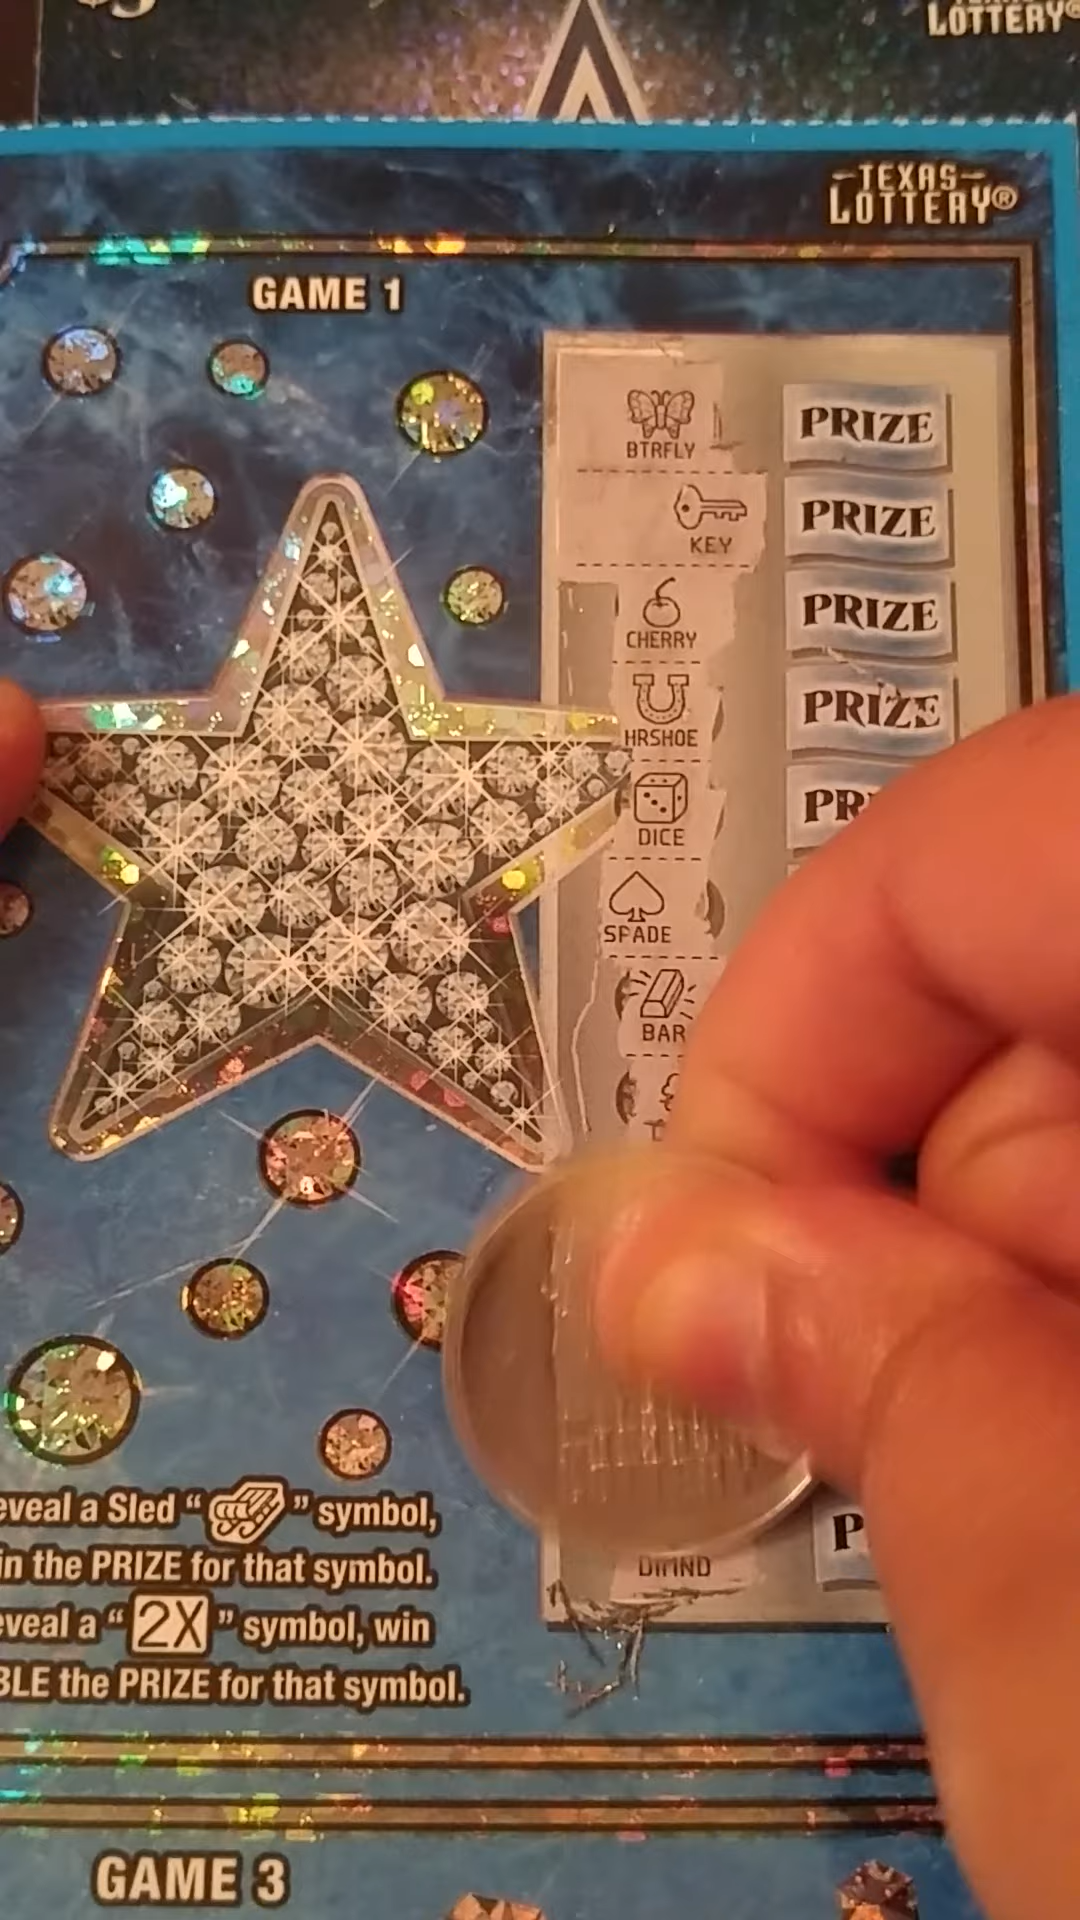 $5
LOTTERY®
TEXAS
LOTTERY®
GAME 1
BTRFLY
PRIZE
KEY
PRIZE
CHERRY
PRIZE
HRSHOE
PRIZE
DICE
PR
SPADE
BAR
P
DIMND
eveal a Sled “ ” symbol,
in the PRIZE for that symbol.
eveal a “2X” symbol, win
BLE the PRIZE for that symbol.
GAME 3